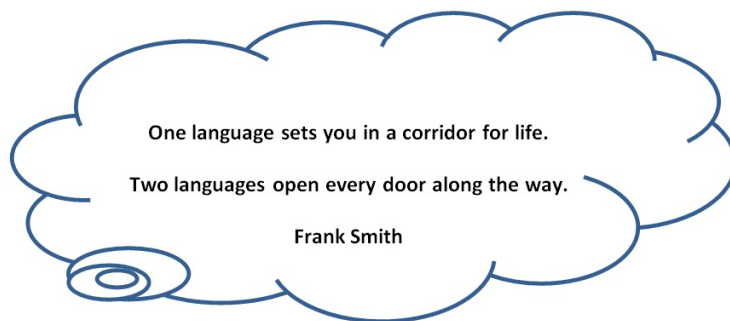 One language sets you in a corridor for life.
Two languages open every door along the way.
Frank Smith